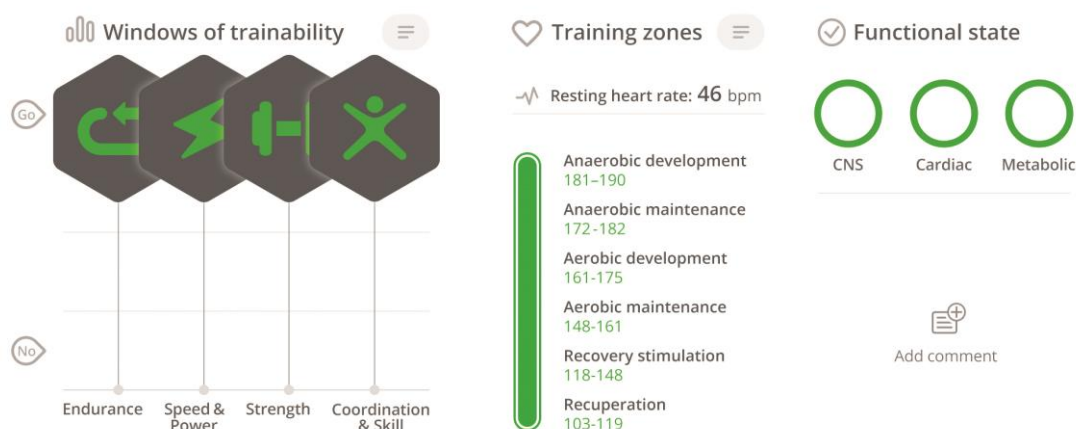 Windows of trainability
Go
No
Endurance
Speed &
Power
Strength
Coordination
& Skill
Training zones
Resting heart rate: 46 bpm
Anaerobic development
181–190
Anaerobic maintenance
172-182
Aerobic development
161-175
Aerobic maintenance
148-161
Recovery stimulation
118-148
Recuperation
103-119
Functional state
CNS
Cardiac
Metabolic
Add comment